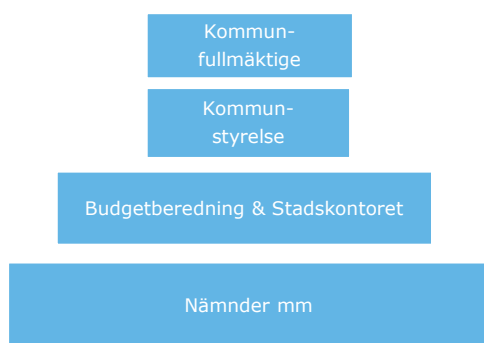 Kommun-
fullmäktige
Kommun-
styrelse
Budgetberedning & Stadskontoret
Nämnder mm